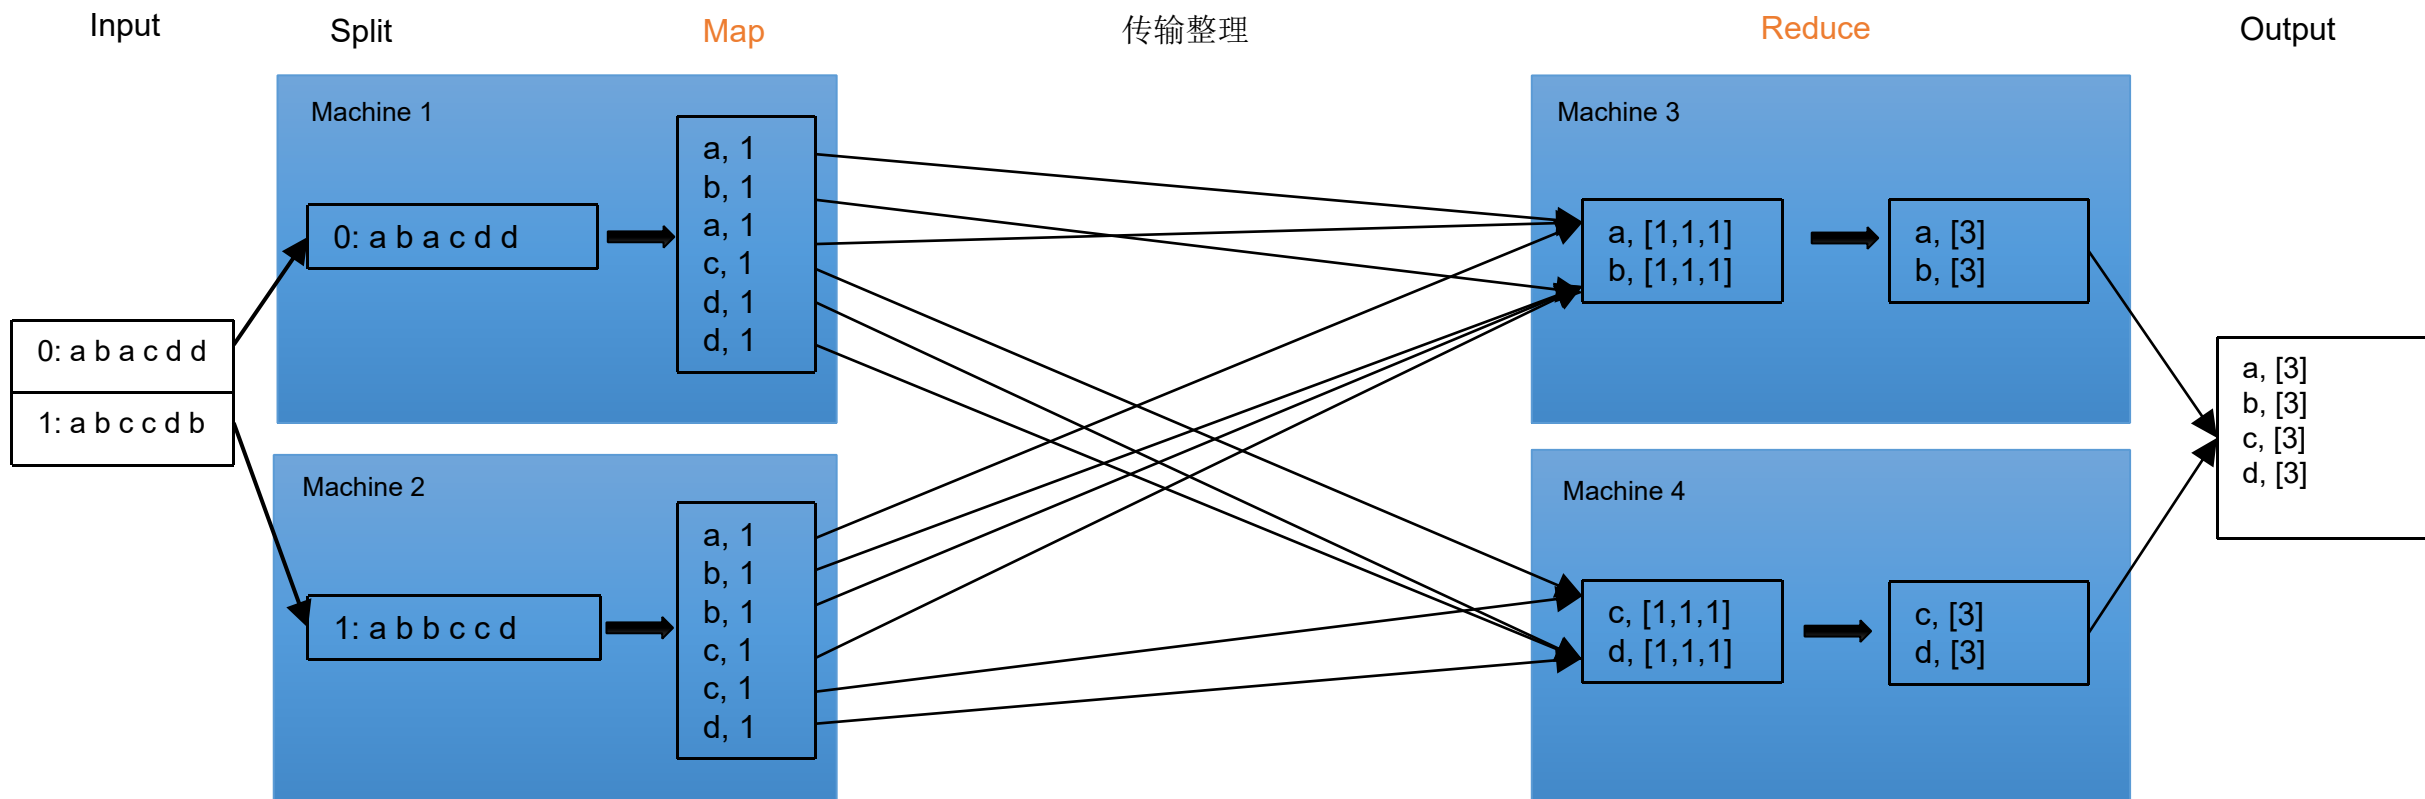 Input
Split
Map
传输整理
Reduce
Output
0: a b a c d d
1: a b c c d b
Machine 1
0: a b a c d d
a, 1
b, 1
a, 1
c, 1
d, 1
d, 1
Machine 2
1: a b b c c d
a, 1
b, 1
b, 1
c, 1
c, 1
d, 1
Machine 3
a, [1,1,1]
b, [1,1,1]
a, [3]
b, [3]
Machine 4
c, [1,1,1]
d, [1,1,1]
c, [3]
d, [3]
a, [3]
b, [3]
c, [3]
d, [3]